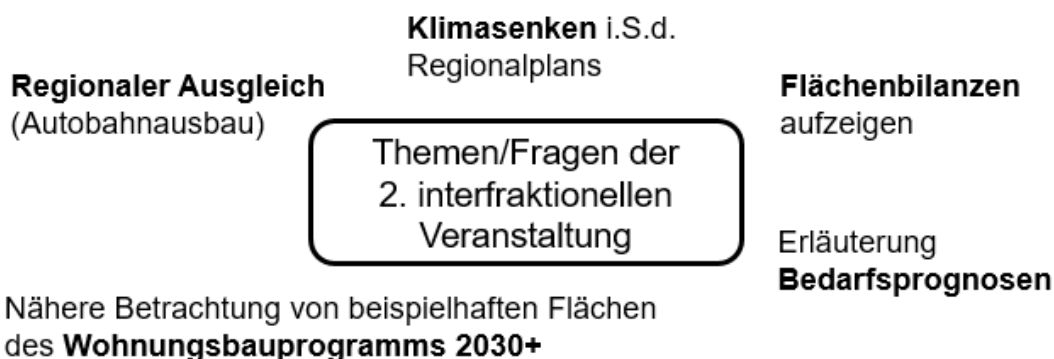 Klimasenken i.S.d.
Regionalplans
Regionaler Ausgleich
(Autobahnausbau)
Flächenbilanzen
aufzeigen
Themen/Fragen der
2. interfraktionellen
Veranstaltung
Erläuterung
Bedarfsprognosen
Nähere Betrachtung von beispielhaften Flächen
des Wohnungsbauprogramms 2030+